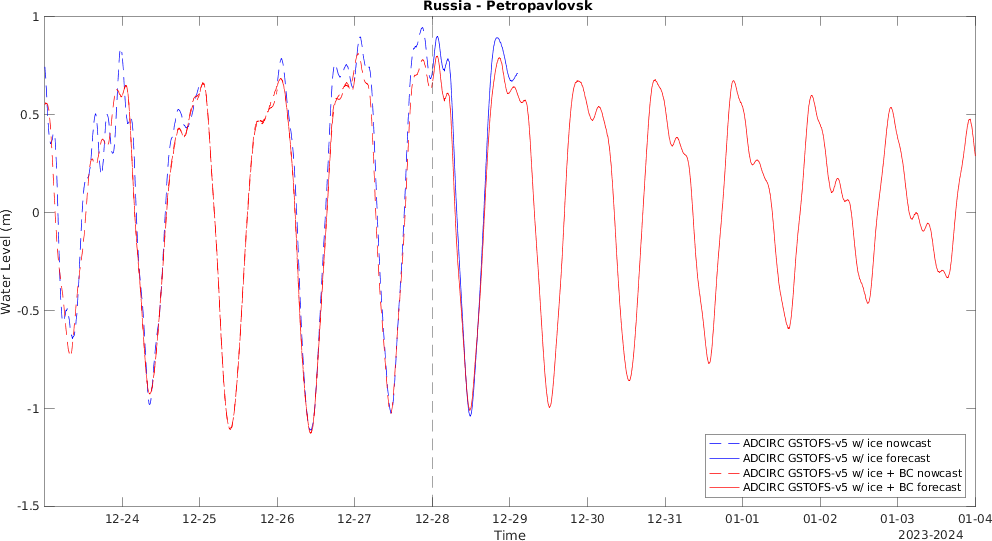 Russia - Petropavlovsk
1
0.5
0
-0.5
-1
-1.5
Water Level (m)
ADCIRC GSTOFS-v5 w/ ice nowcast
ADCIRC GSTOFS-v5 w/ ice forecast
ADCIRC GSTOFS-v5 w/ ice + BC nowcast
ADCIRC GSTOFS-v5 w/ ice + BC forecast
12-24 12-25 12-26 12-27 12-28 12-29 12-30 12-31 01-01 01-02 01-03 01-04
Time
2023-2024